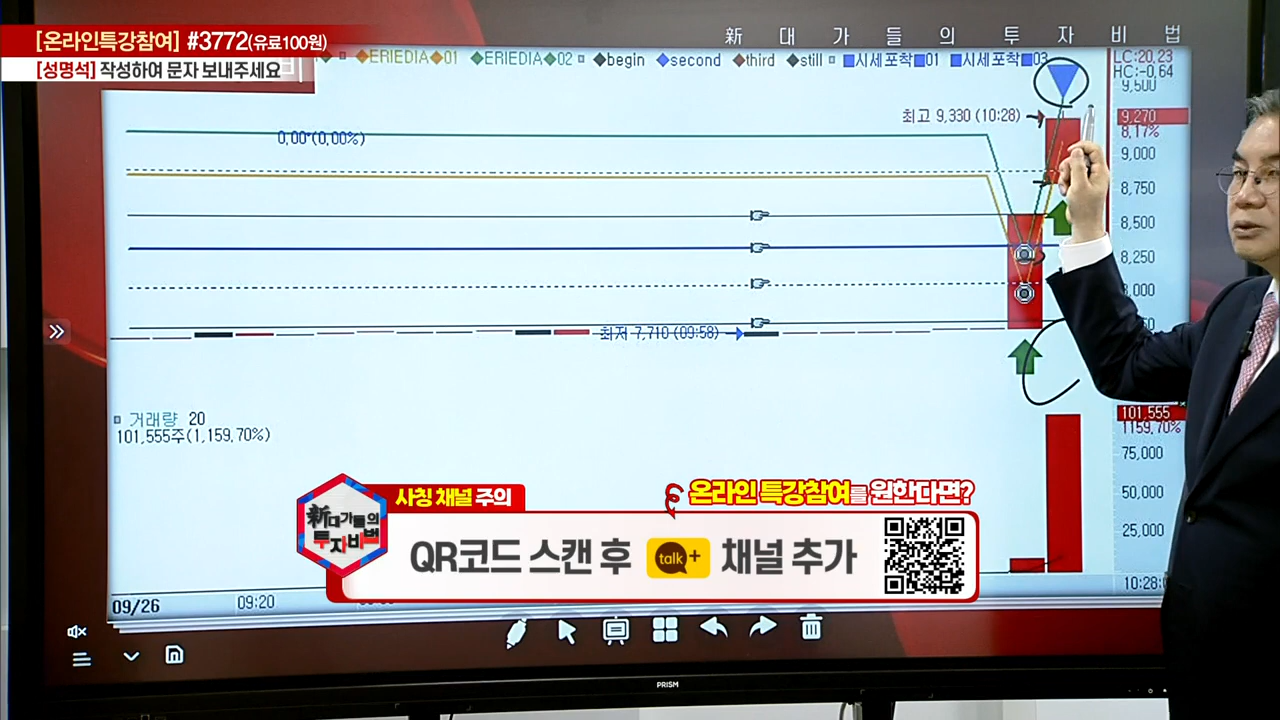 [온라인특강참여] #3772(유료100원)
[성명석] 작성하여 문자 보내주세요
新 대 가 들 의 투 자 비 법
ERIEDIA 01 ERIEDIA 02 begin second third still 시세포착 01 시세포착 03
LC:20,23
HC:-0,64
9,500
최고 9,330 (10:28)
9,270
8,17%
0,00*(0,00%)
9,000
8,750
8,500
8,250
최저 7,710 (09:58)
거래량 20
101,555주(1,159,70%)
101,555
1159,70%
75,000
50,000
25,000
사칭 채널 주의
온라인 특강참여를 원한다면?
新대가들의
투자비법
QR코드 스캔 후 talk+ 채널 추가
09/26 09:20
10:28:
PRISM